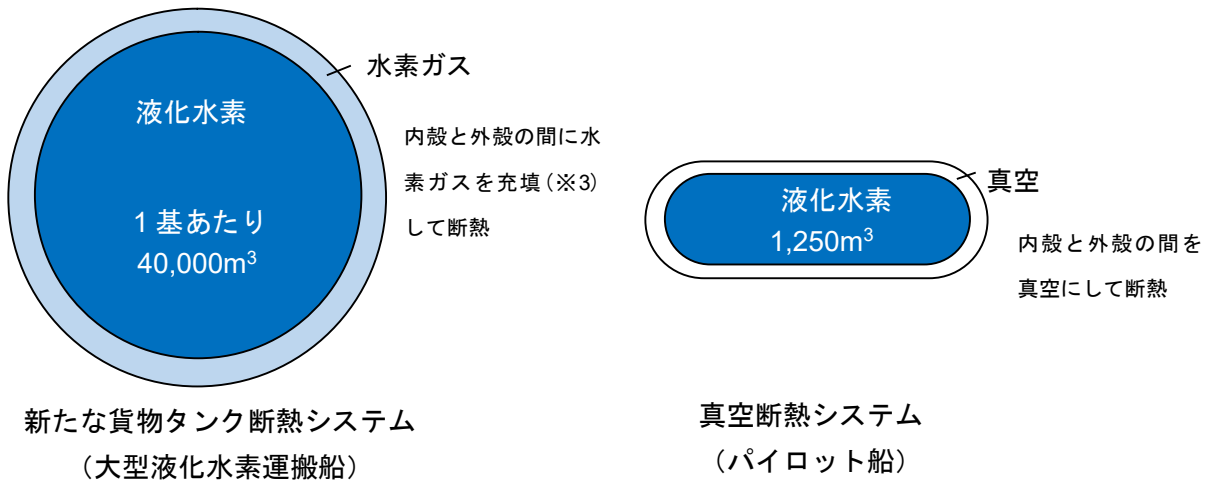 水素ガス
液化水素
1 基あたり
40,000m³
内殻と外殻の間に水
素ガスを充填(※3)
して断熱
新たな貨物タンク断熱システム
（大型液化水素運搬船）
真空
液化水素
1,250m³
内殻と外殻の間を
真空にして断熱
真空断熱システム
（パイロット船）